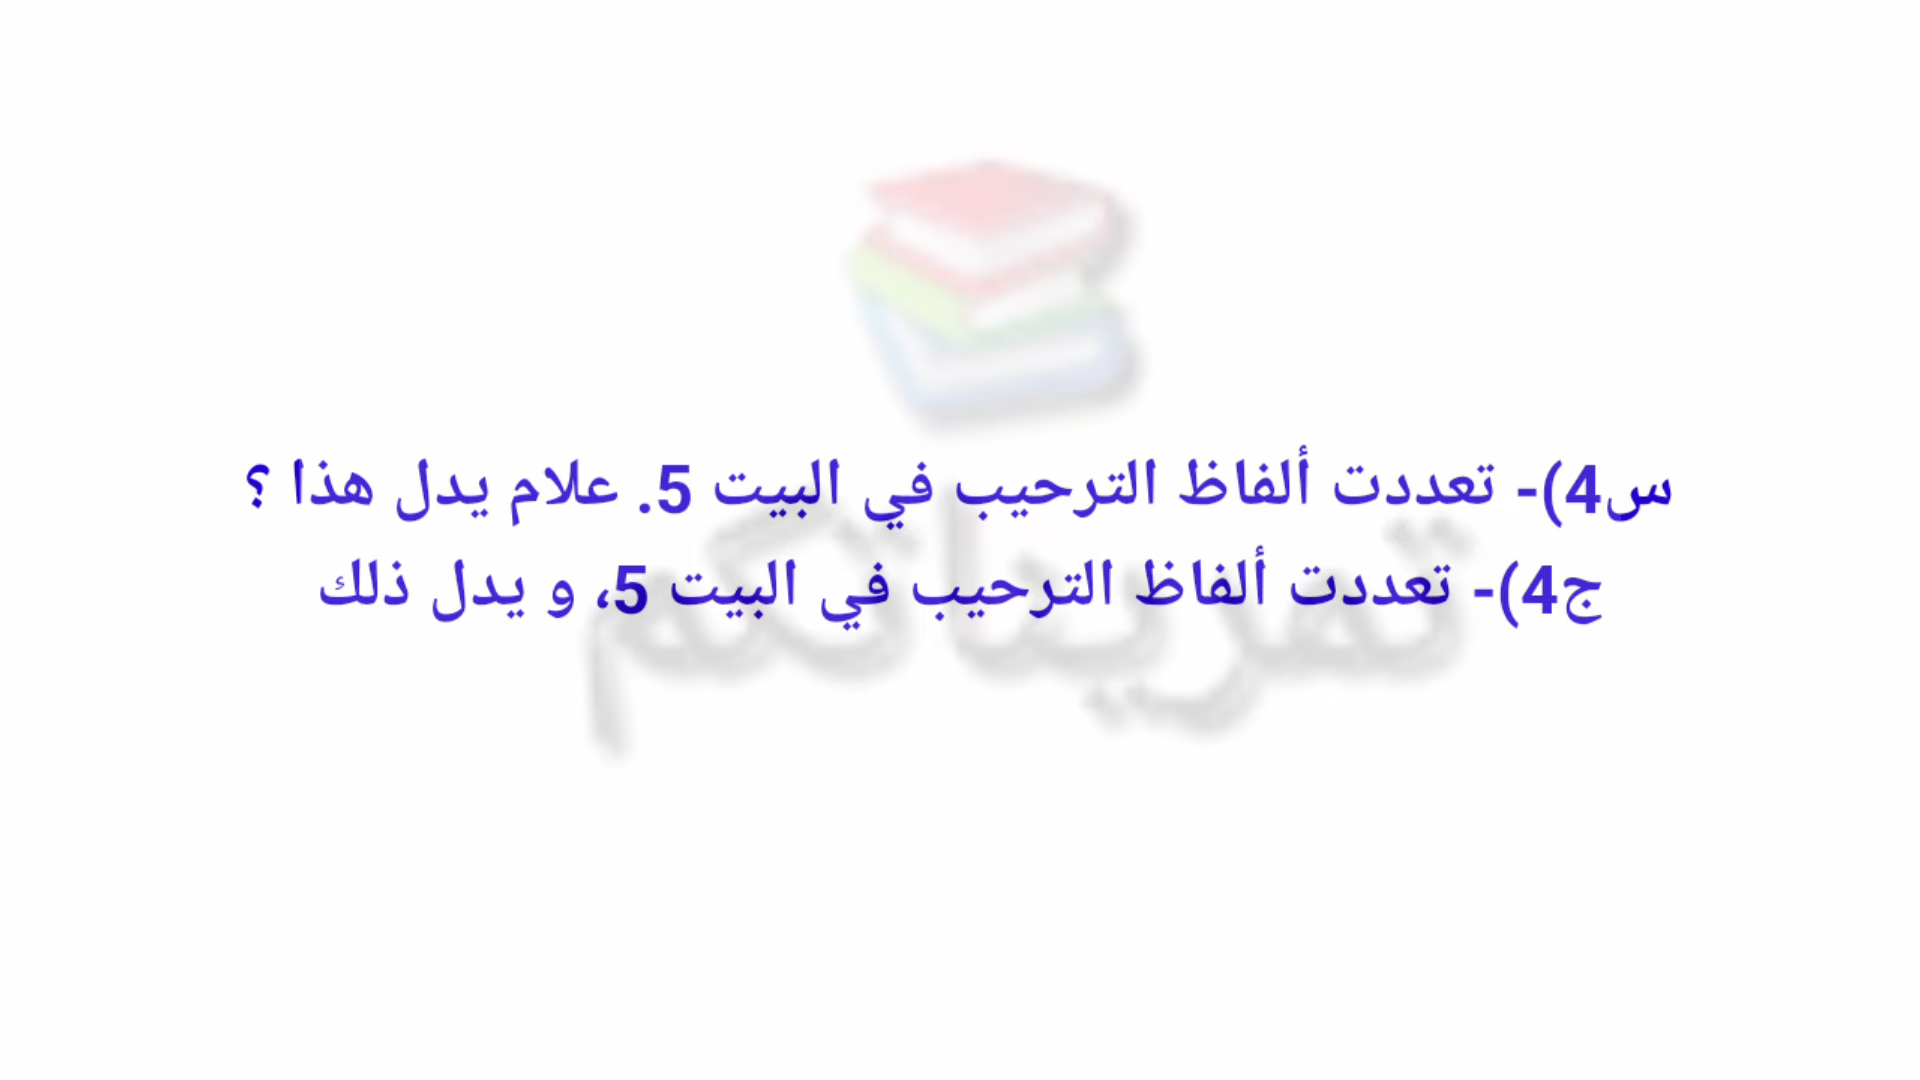 س4)- تعددت ألفاظ الترحيب في البيت 5. علام يدل هذا ؟
ج4)- تعددت ألفاظ الترحيب في البيت 5، و يدل ذلك
تمريناتكم